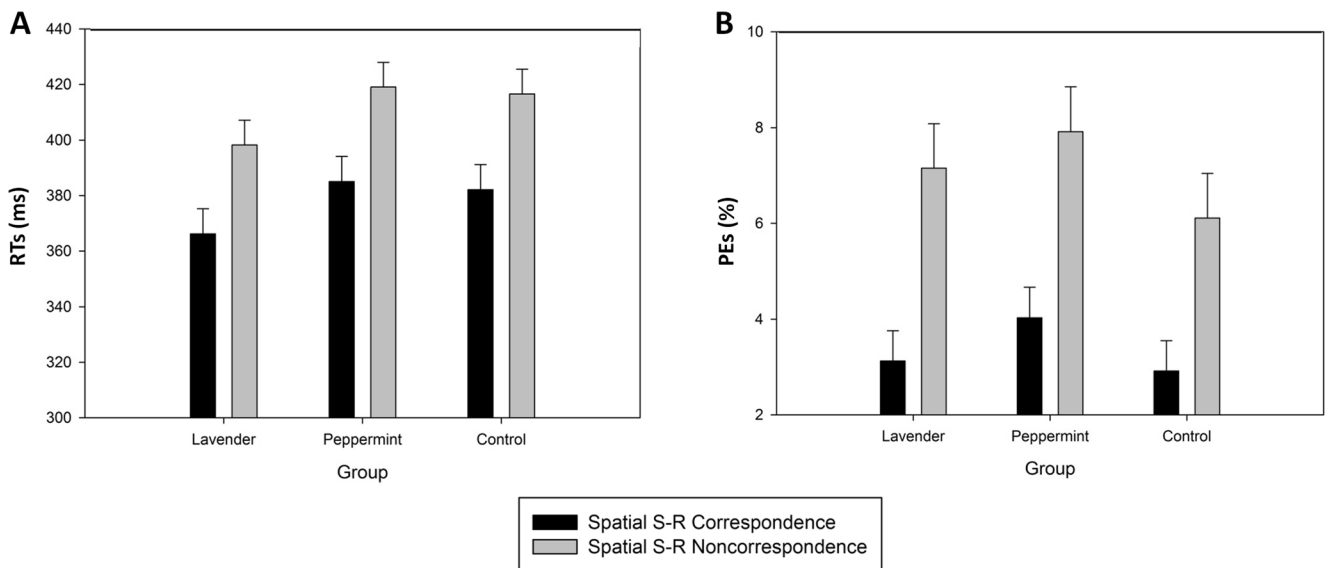 A
440
420
400
380
360
340
320
300
RTs (ms)
Lavender Peppermint Control
Group
B
10
8
6
4
2
PEs (%)
Lavender Peppermint Control
Group
Spatial S-R Correspondence
Spatial S-R Noncorrespondence